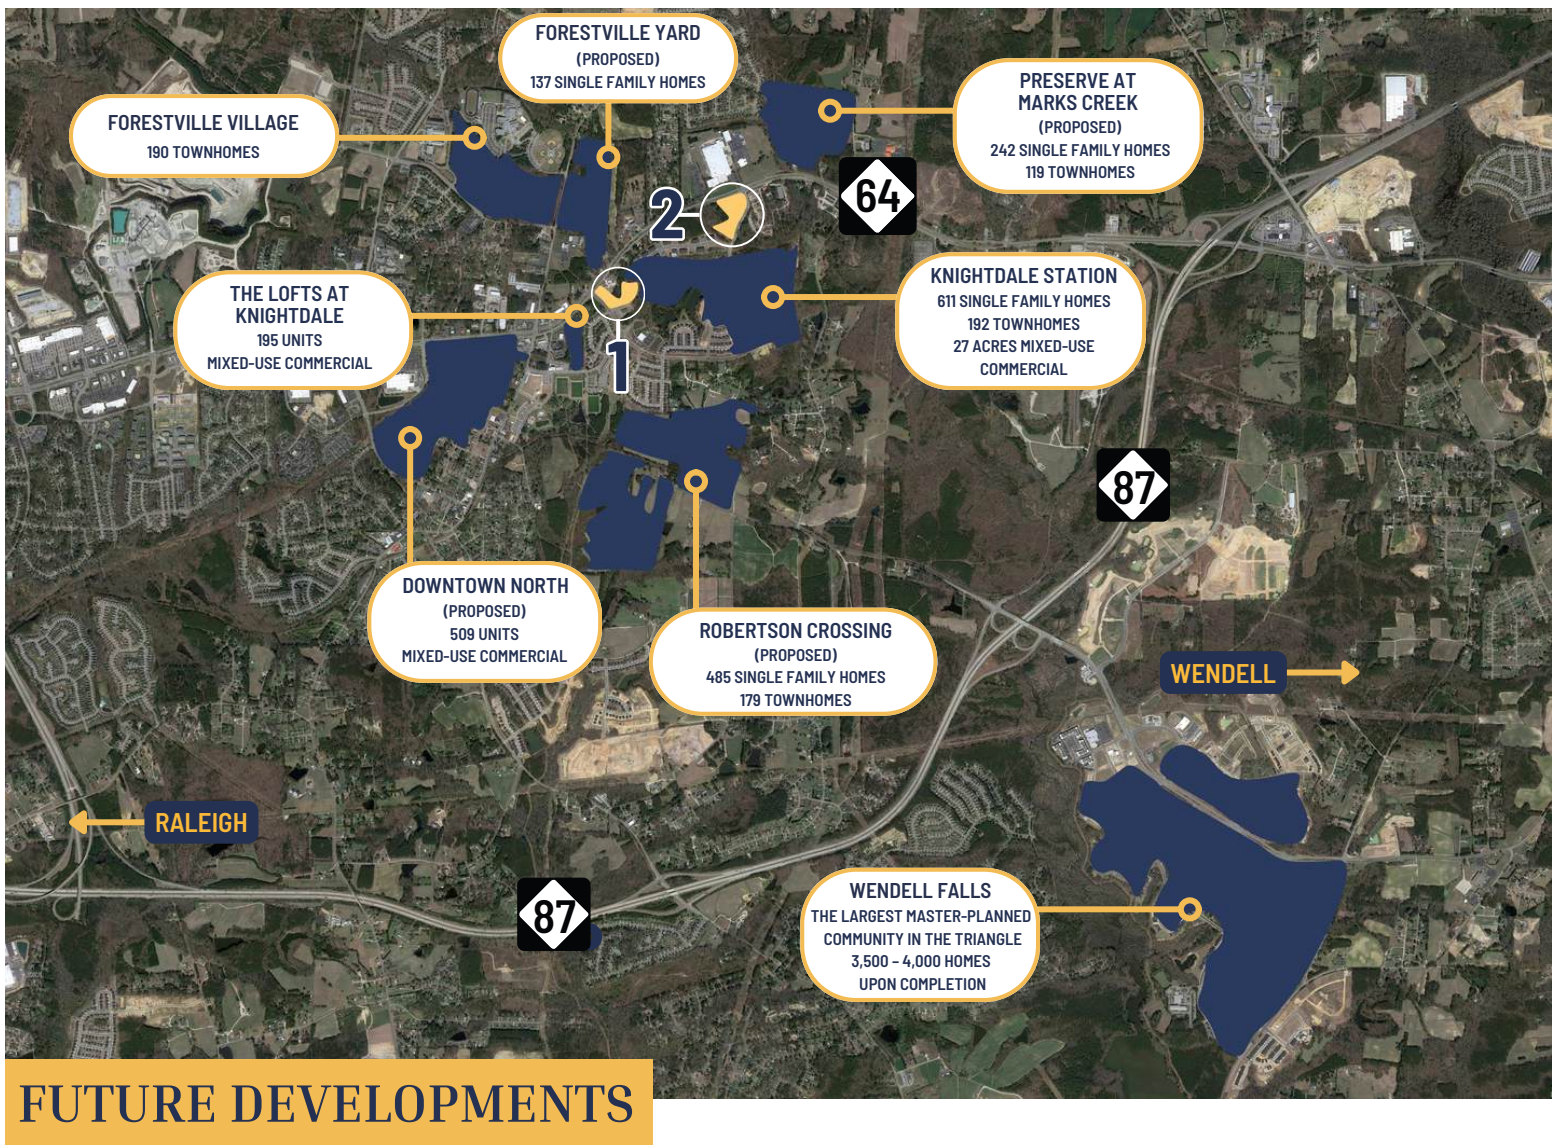 FORESTVILLE YARD
(PROPOSED)
137 SINGLE FAMILY HOMES
PRESERVE AT
MARKS CREEK
(PROPOSED)
242 SINGLE FAMILY HOMES
119 TOWNHOMES
FORESTVILLE VILLAGE
190 TOWNHOMES
64
2
KNIGHTDALE STATION
611 SINGLE FAMILY HOMES
192 TOWNHOMES
27 ACRES MIXED-USE
COMMERCIAL
THE LOFTS AT
KNIGHTDALE
195 UNITS
MIXED-USE COMMERCIAL
1
87
DOWNTOWN NORTH
(PROPOSED)
509 UNITS
MIXED-USE COMMERCIAL
ROBERTSON CROSSING
(PROPOSED)
485 SINGLE FAMILY HOMES
179 TOWNHOMES
WENDELL
RALEIGH
87
WENDELL FALLS
THE LARGEST MASTER-PLANNED
COMMUNITY IN THE TRIANGLE
3,500 – 4,000 HOMES
UPON COMPLETION
FUTURE DEVELOPMENTS